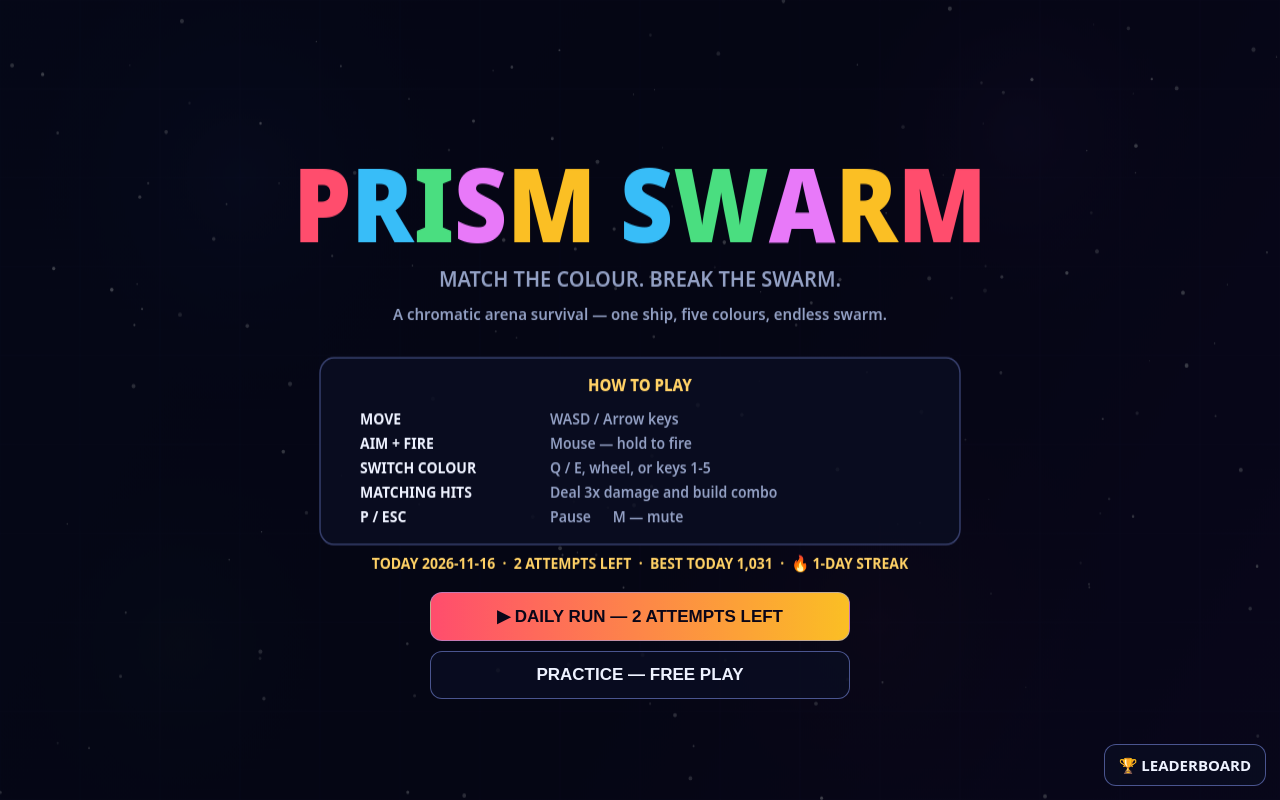 PRISM SWARM
MATCH THE COLOUR. BREAK THE SWARM.
A chromatic arena survival — one ship, five colours, endless swarm.
HOW TO PLAY
MOVE WASD / Arrow keys
AIM + FIRE Mouse — hold to fire
SWITCH COLOUR Q / E, wheel, or keys 1-5
MATCHING HITS Deal 3x damage and build combo
P / ESC Pause M — mute
TODAY 2026-11-16 · 2 ATTEMPTS LEFT · BEST TODAY 1,031 · 🔥 1-DAY STREAK
▶ DAILY RUN — 2 ATTEMPTS LEFT
PRACTICE — FREE PLAY
🏆 LEADERBOARD